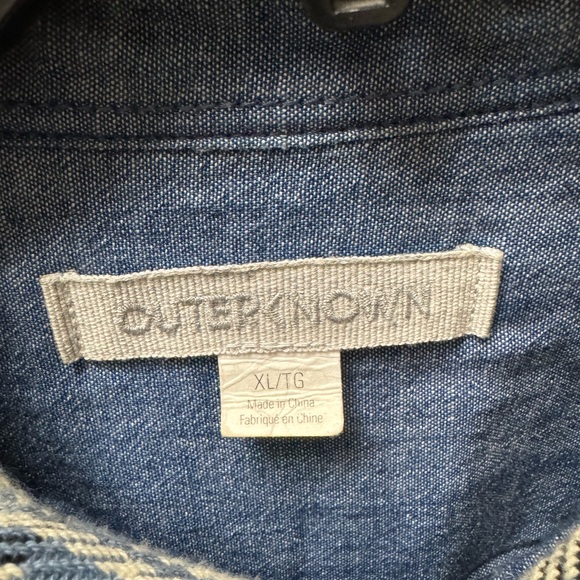 OUTERKNOWN
XL/TG
Made in China
Fabriqué en Chine